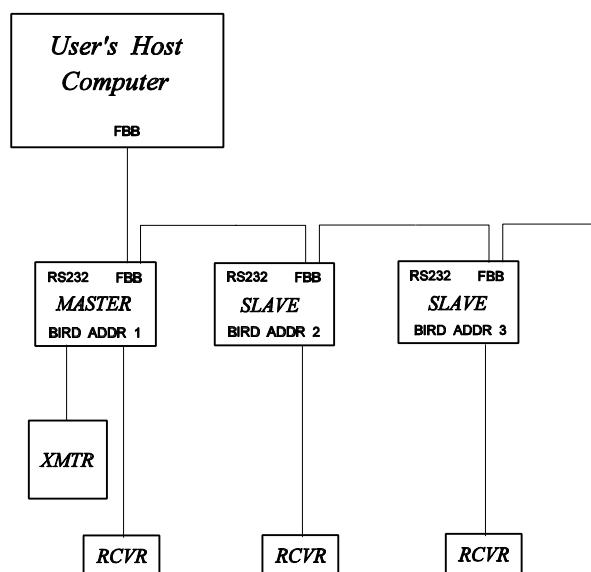 User's Host
Computer
FBB
RS232 FBB
MASTER
BIRD ADDR 1
RS232 FBB
SLAVE
BIRD ADDR 2
RS232 FBB
SLAVE
BIRD ADDR 3
XMTR
RCVR
RCVR
RCVR